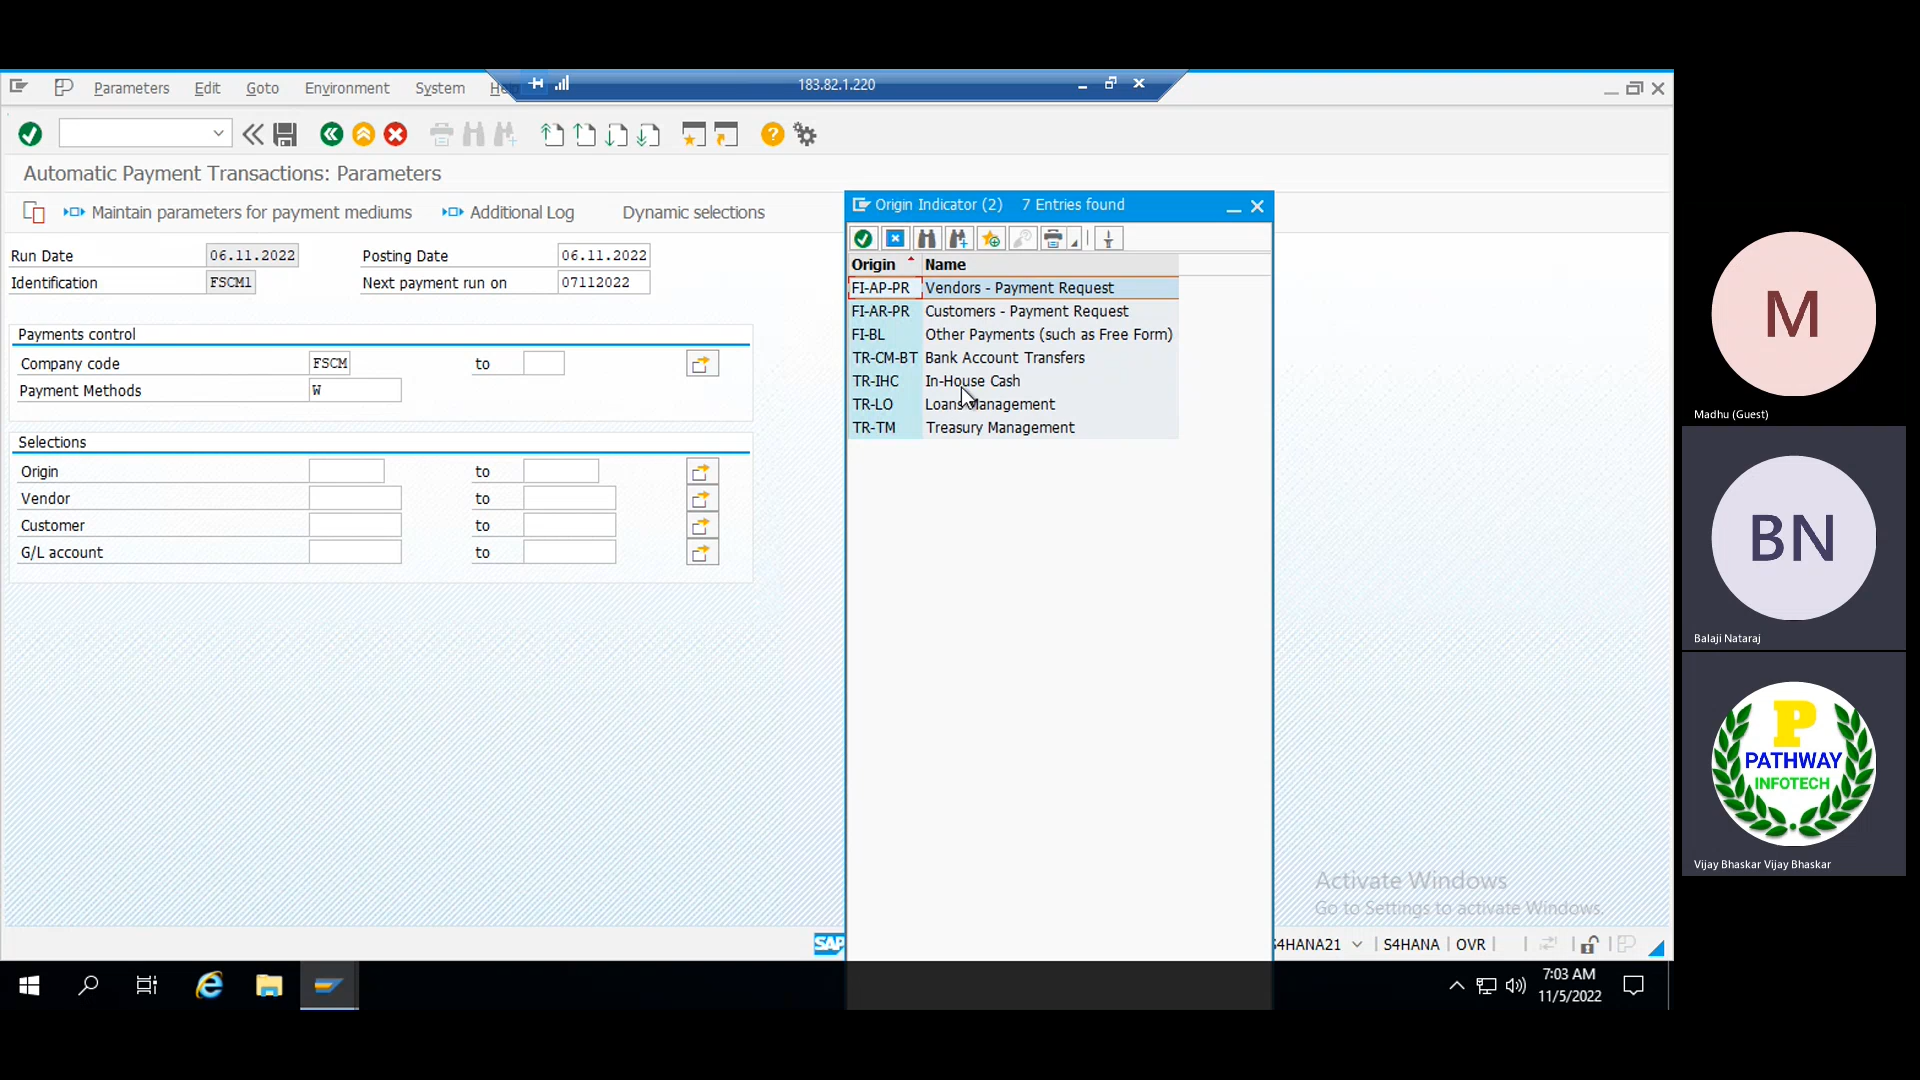 Parameters Edit Goto Environment System
183.82.1.220
Automatic Payment Transactions: Parameters
Maintain parameters for payment mediums Additional Log Dynamic selections
Run Date 06.11.2022 Posting Date 06.11.2022
Identification FSCM1 Next payment run on 07112022
Payments control
Company code FSCM to
Payment Methods W
Selections
Origin to
Vendor to
Customer to
G/L account to
Origin Indicator (2) 7 Entries found
Origin Name
FI-AP-PR Vendors - Payment Request
FI-AR-PR Customers - Payment Request
FI-BL Other Payments (such as Free Form)
TR-CM-BT Bank Account Transfers
TR-IHC In-House Cash
TR-LO Loans Management
TR-TM Treasury Management
Activate Windows
Go to Settings to activate Windows.
SAP
S4HANA21 S4HANA OVR
7:03 AM
11/5/2022
M
Madhu (Guest)
BN
Balaji Nataraj
P
PATHWAY
INFOTECH
Vijay Bhaskar Vijay Bhaskar